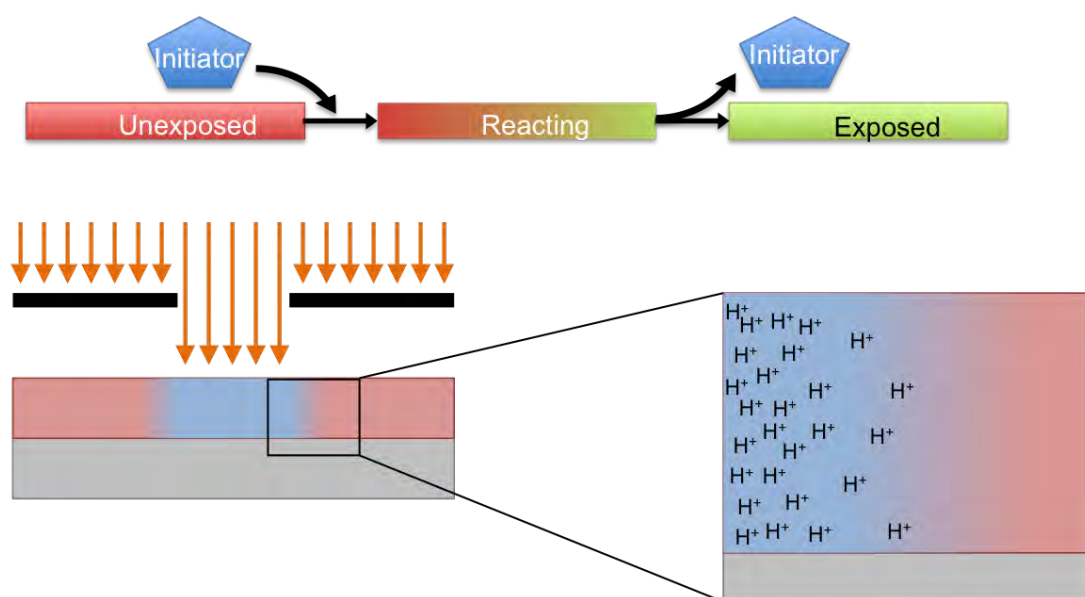 Initiator Initiator
Unexposed Reacting Exposed
H⁺
H⁺ H⁺ H⁺
H⁺
H⁺ H⁺
H⁺
H⁺ H⁺ H⁺
H⁺ H⁺
H⁺ H⁺ H⁺
H⁺ H⁺
H⁺ H⁺ H⁺
H⁺ H⁺
H⁺ H⁺ H⁺ H⁺